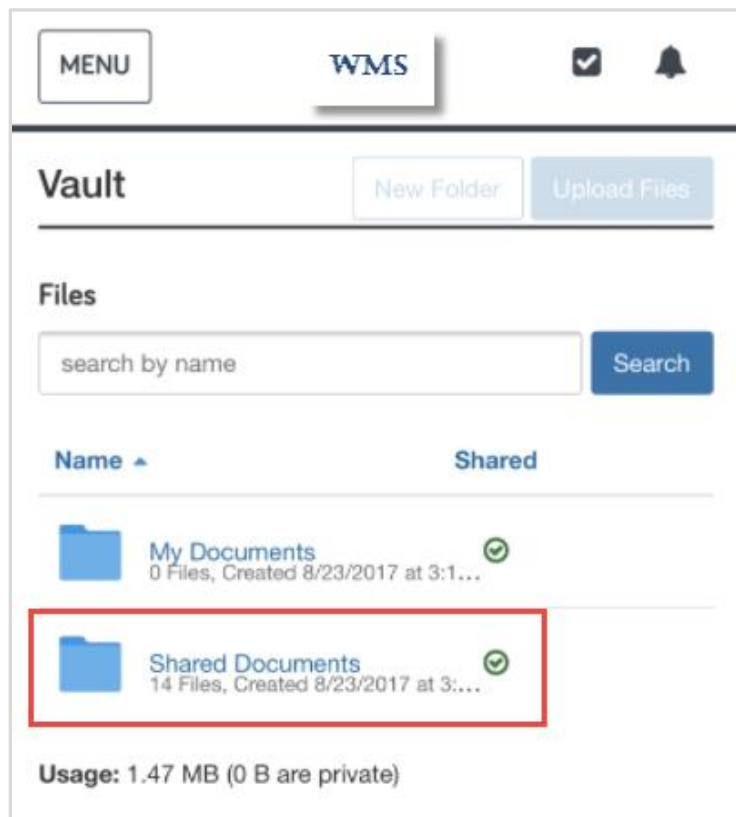 MENU WMS
Vault New Folder Upload Files
Files
search by name Search
Name Shared
My Documents
0 Files, Created 8/23/2017 at 3:1...
Shared Documents
14 Files, Created 8/23/2017 at 3:...
Usage: 1.47 MB (0 B are private)